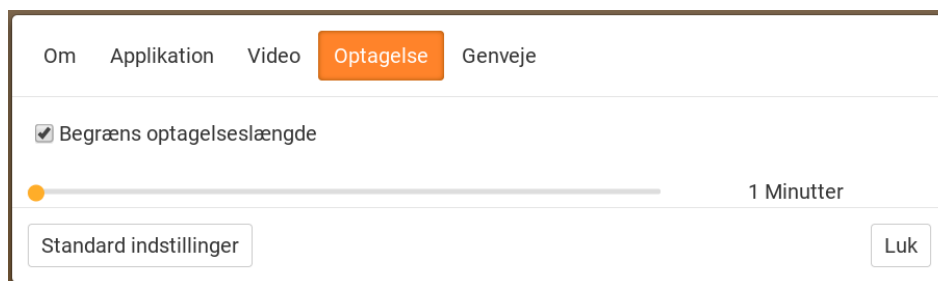 Om Applikation Video Optagelse Genveje
Begræns optagelseslængde
1 Minutter
Standard indstillinger Luk